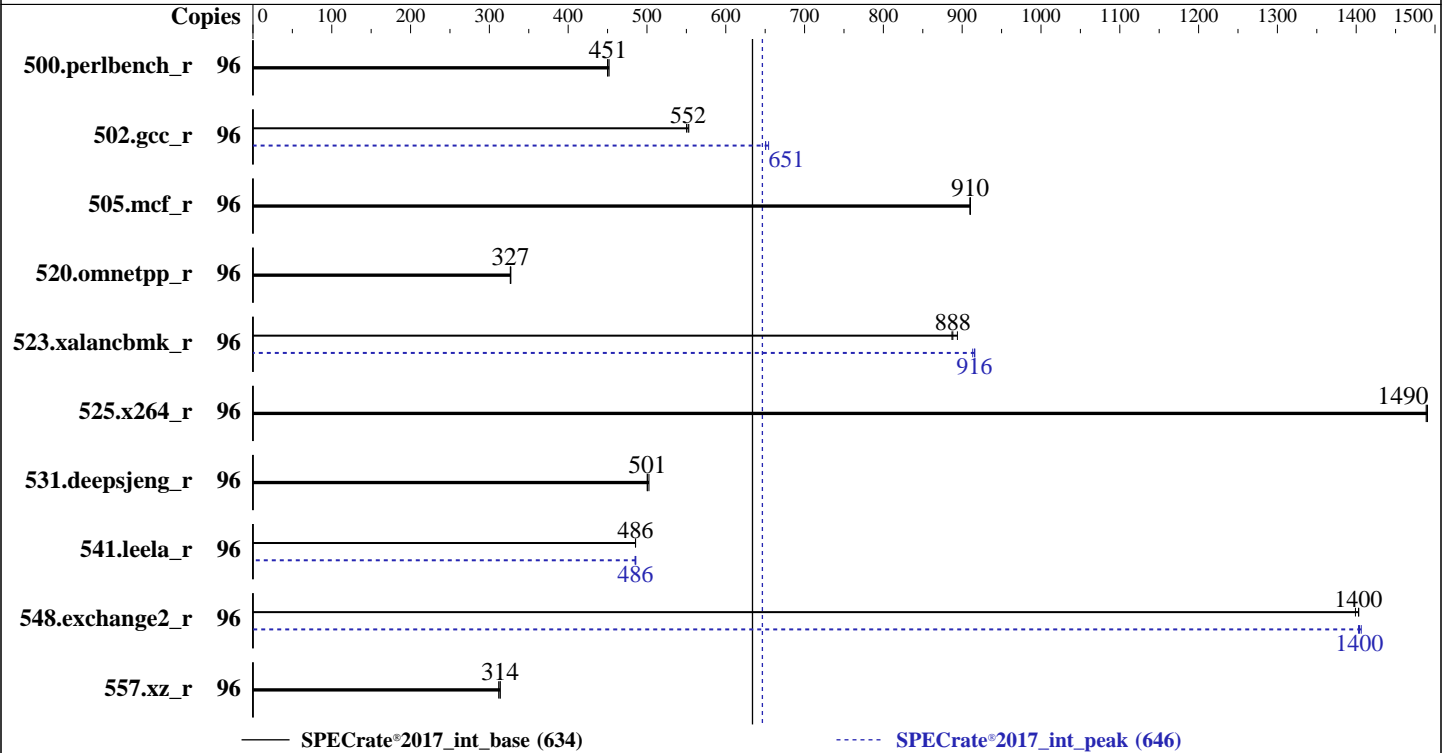 Copies 0 100 200 300 400 500 600 700 800 900 1000 1100 1200 1300 1400 1500
500.perlbench_r 96 451
502.gcc_r 96 552
651
505.mcf_r 96 910
520.omnetpp_r 96 327
523.xalancbmk_r 96 888
916
525.x264_r 96 1490
531.deepsjeng_r 96 501
541.leela_r 96 486
486
548.exchange2_r 96 1400
1400
557.xz_r 96 314
SPECrate®2017_int_base (634) SPECrate®2017_int_peak (646)